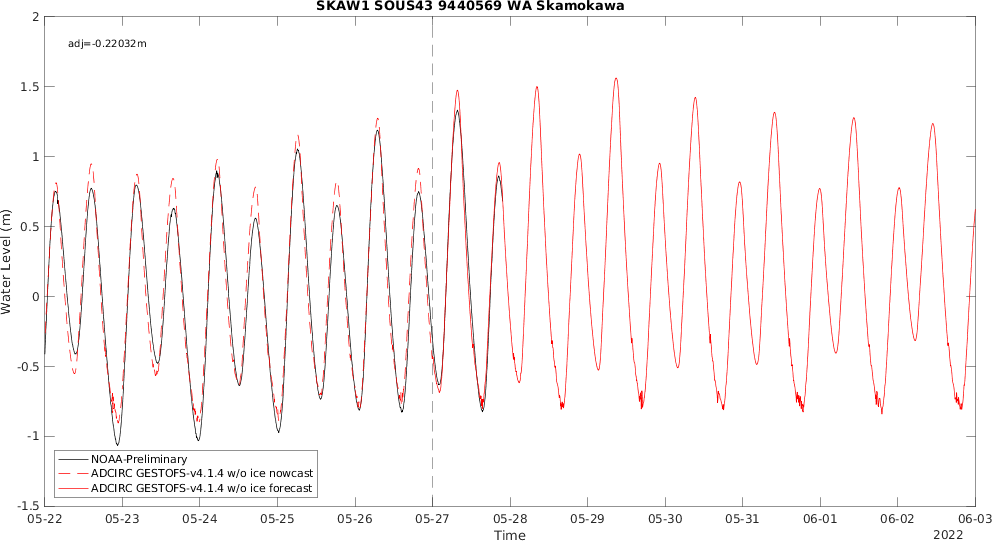 SKAW1 SOUS43 9440569 WA Skamokawa
adj=-0.22032m
2
1.5
1
0.5
0
-0.5
-1
-1.5
Water Level (m)
NOAA-Preliminary
ADCIRC GESTOFS-v4.1.4 w/o ice nowcast
ADCIRC GESTOFS-v4.1.4 w/o ice forecast
05-22 05-23 05-24 05-25 05-26 05-27 05-28 05-29 05-30 05-31 06-01 06-02 06-03
Time
2022